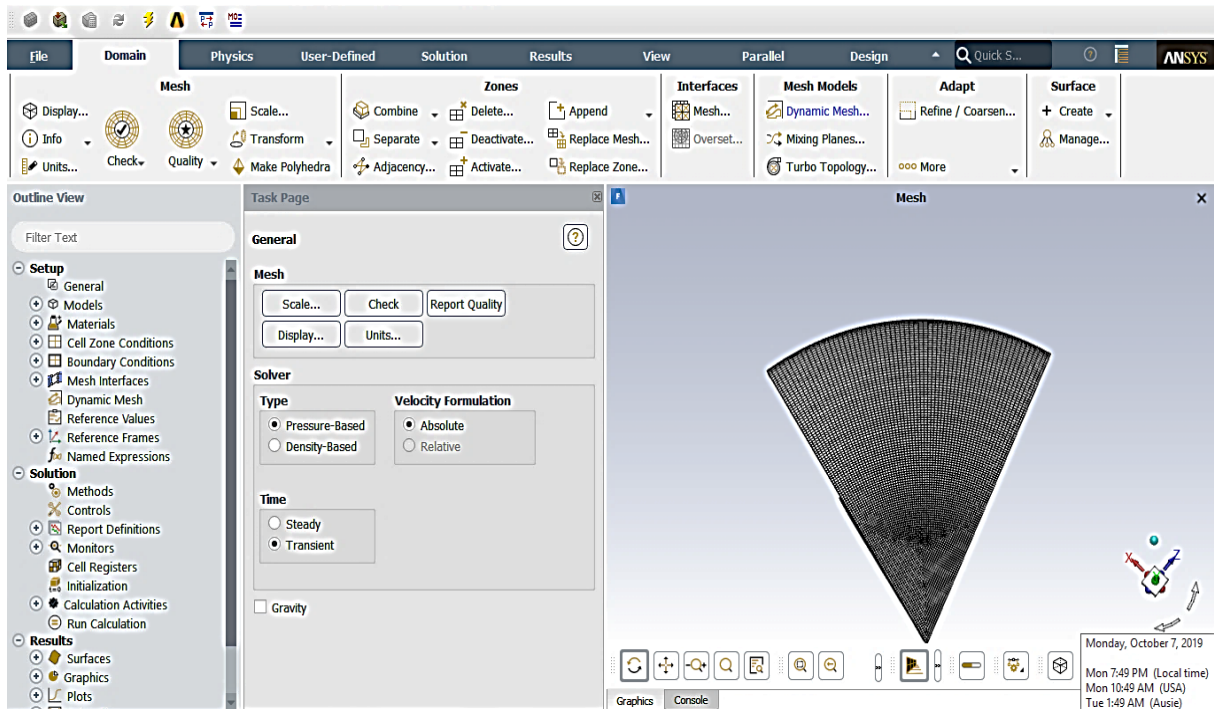 MO
File Domain Physics User-Defined Solution Results View Parallel Design Quick S... ANSYS
Mesh Zones Interfaces Mesh Models Adapt Surface
Display... Scale... Combine Delete... Append Mesh... Dynamic Mesh... Refine / Coarsen... + Create
Info Check Quality Transform Separate Deactivate... Replace Mesh... Overset... Mixing Planes... Manage...
Units... Make Polyhedra Adjacency... Activate... Replace Zone... Turbo Topology... More
Outline View
Filter Text
Setup
General
Models
Materials
Cell Zone Conditions
Boundary Conditions
Mesh Interfaces
Dynamic Mesh
Reference Values
Reference Frames
Named Expressions
Solution
Methods
Controls
Report Definitions
Monitors
Cell Registers
Initialization
Calculation Activities
Run Calculation
Results
Surfaces
Graphics
Plots
Task Page
General
Mesh
Scale... Check Report Quality
Display... Units...
Solver
Type Velocity Formulation
Pressure-Based Absolute
Density-Based Relative
Time
Steady
Transient
Gravity
Mesh
X Z
Graphics Console
Monday, October 7, 2019
Mon 7:49 PM (Local time)
Mon 10:49 AM (USA)
Tue 1:49 AM (Ausie)